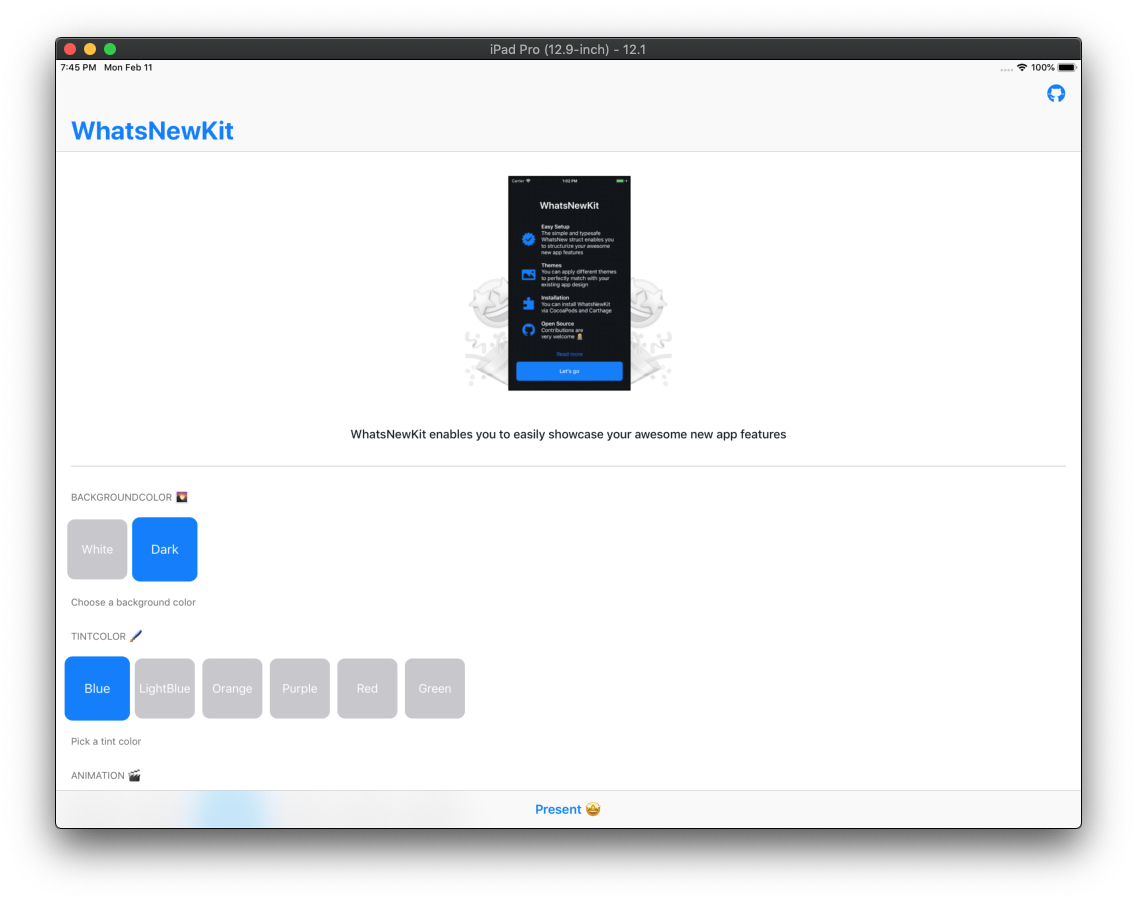 iPad Pro (12.9-inch) - 12.1
7:45 PM Mon Feb 11
100%
WhatsNewKit
Carrier 1:02 PM
WhatsNewKit
Easy Setup
The simple and typesafe
WhatsNew struct enables you
to structurize your awesome
new app features
Themes
You can apply different themes
to perfectly match with your
existing app design
Installation
You can install WhatsNewKit
via CocoaPods and Carthage
Open Source
Contributions are
very welcome
Read more
Let's go
WhatsNewKit enables you to easily showcase your awesome new app features
BACKGROUNDCOLOR 🌄
White Dark
Choose a background color
TINTCOLOR 🖌
Blue LightBlue Orange Purple Red Green
Pick a tint color
ANIMATION 🎬
Present 🤩